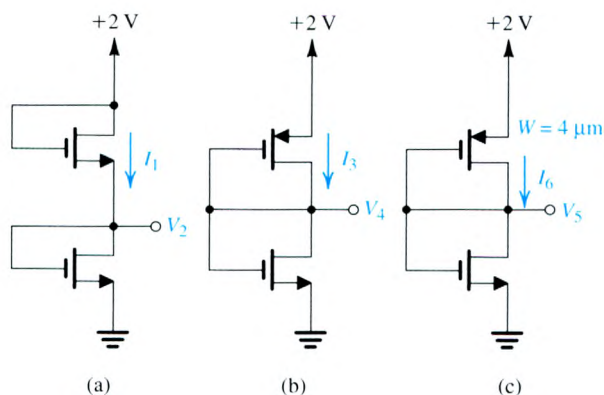 +2 V
+2 V
+2 V
W = 4 µm
I₁
I₃
I₆
V₂
V₄
V₅
(a)
(b)
(c)